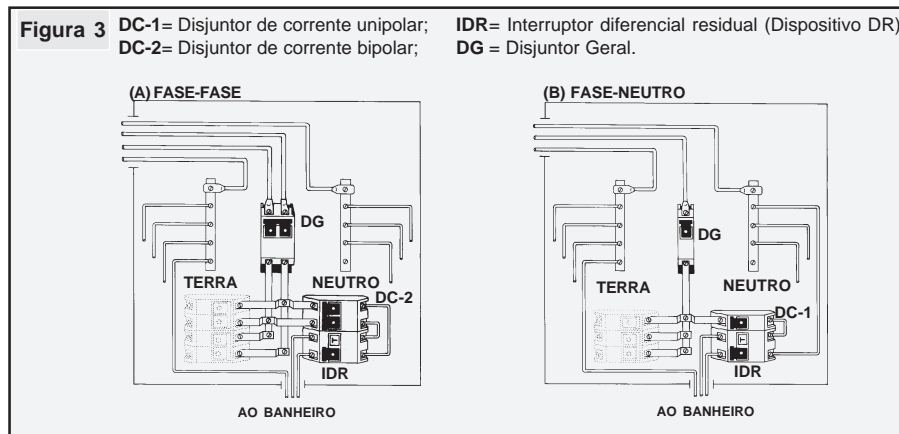 Figura 3
DC-1= Disjuntor de corrente unipolar;
DC-2= Disjuntor de corrente bipolar;
IDR= Interruptor diferencial residual (Dispositivo DR)
DG = Disjuntor Geral.
(A) FASE-FASE
DG
TERRA
NEUTRO
DC-2
T
IDR
AO BANHEIRO
(B) FASE-NEUTRO
DG
TERRA
NEUTRO
DC-1
T
IDR
AO BANHEIRO